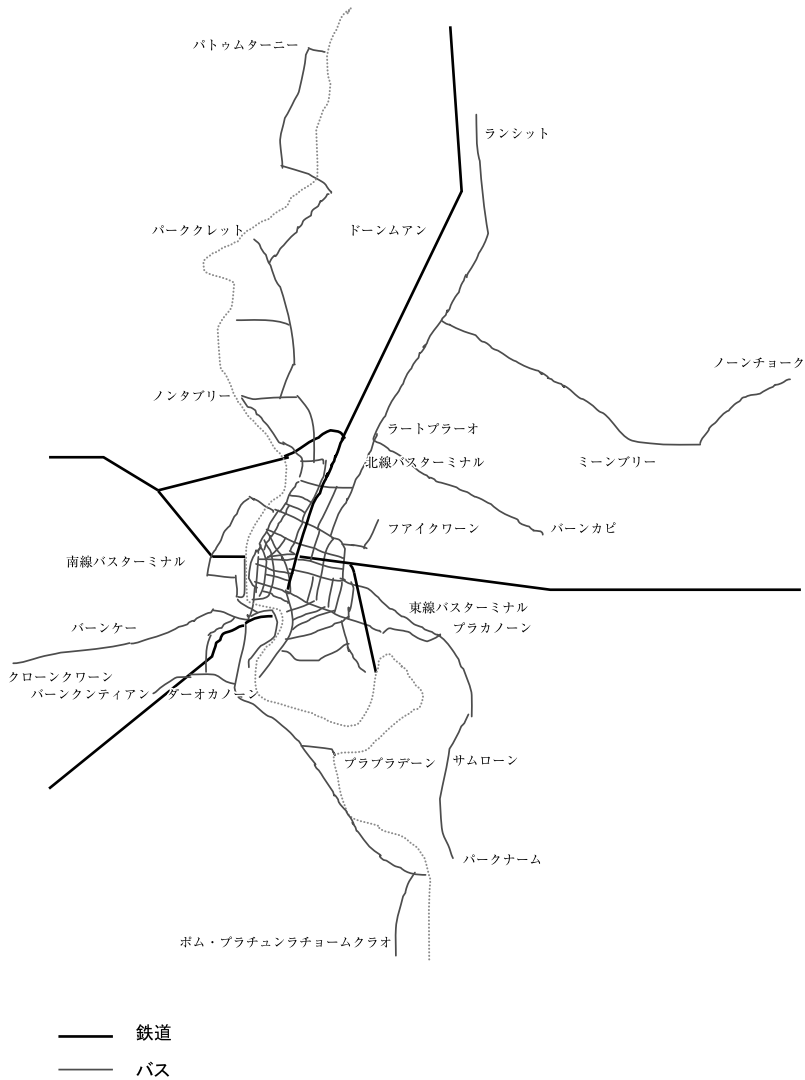 パトゥムターニー
ランシット
パーククレット
ドーンムアン
ノーンチョーク
ノンタブリー
ラートプラーオ
北線バスターミナル
ミーンブリー
フアイクワーン
バーンカピ
南線バスターミナル
東線バスターミナル
バーンケー
プラカノーン
クローンクワーン
バーンクンティアン
ダーオカノーン
プラプラデーン
サムローン
パークナーム
ポム・プラチュンラチョームクラオ
鉄道
バス